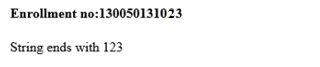 Enrollment no:130050131023
String ends with 123